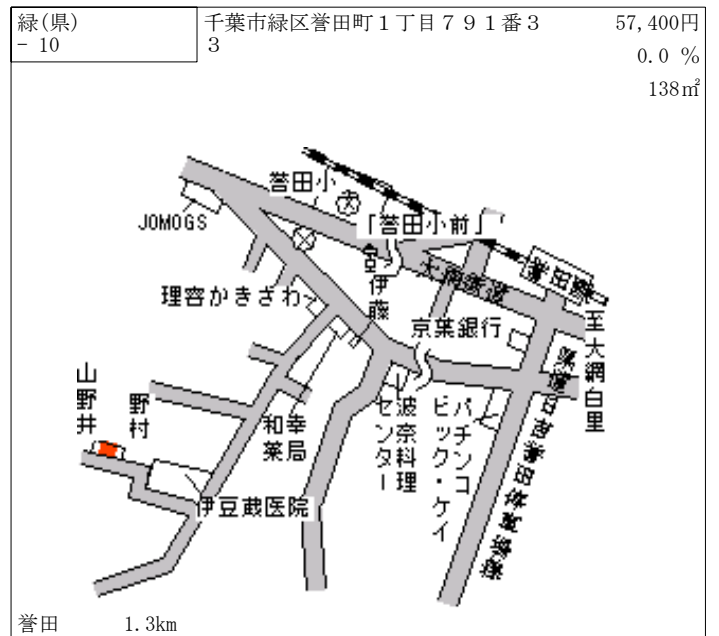 緑(県)
- 10
千葉市緑区誉田町１丁目７９１番３
３
57,400円
0.0 %
138㎡
誉田小
JOMOGS
「誉田小前」
大網街道
誉田駅
宮伊藤
理容かきざわ
京葉銀行
至大網白里
山野井
野村
和幸
薬局
波奈料理
センター
パチンコ
ビック・ケイ
伊豆蔵医院
誉田 1.3km